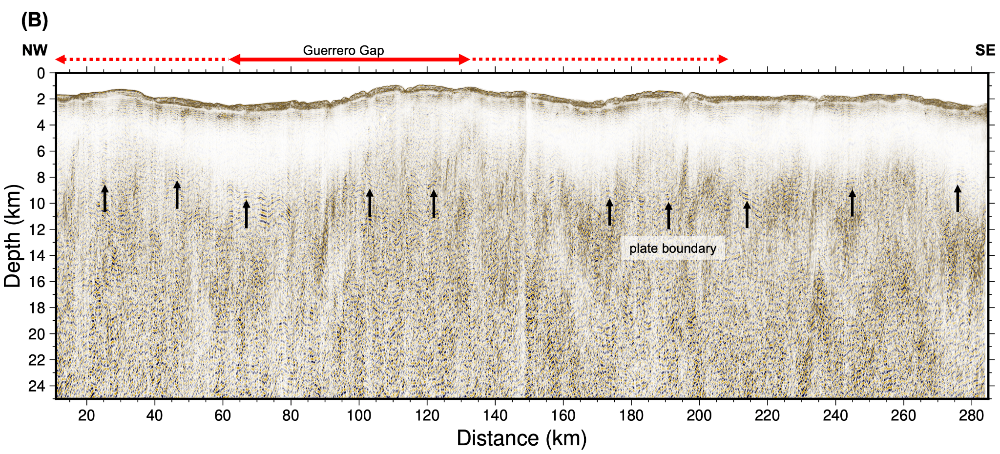 (B)
NW
Guerrero Gap
SE
0
2
4
6
8
10
12
14
16
18
20
22
24
Depth (km)
plate boundary
20 40 60 80 100 120 140 160 180 200 220 240 260 280
Distance (km)